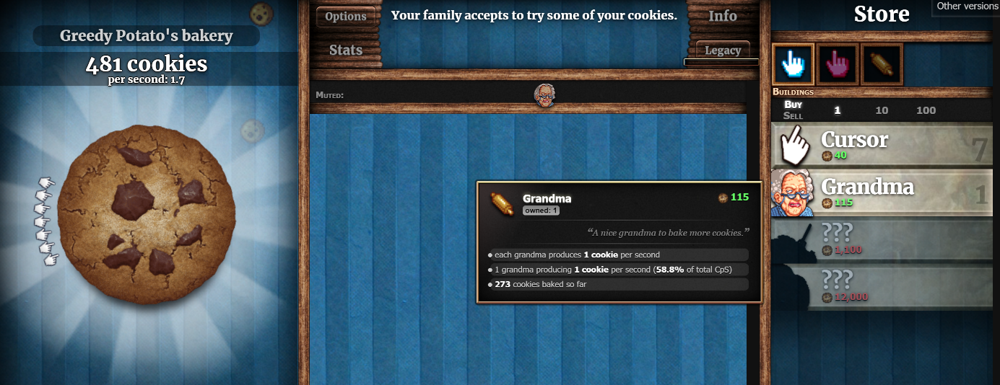 Greedy Potato's bakery
481 cookies
per second: 1.7
Options
Stats
Your family accepts to try some of your cookies.
Info
Legacy
Muted:
Grandma
115
owned: 1
“A nice grandma to bake more cookies.”
each grandma produces 1 cookie per second
1 grandma producing 1 cookie per second (58.8% of total CpS)
273 cookies baked so far
Other versions
Store
Buildings
Buy
Sell
1
10
100
Cursor
40
7
Grandma
115
1
???
1,100
???
12,000